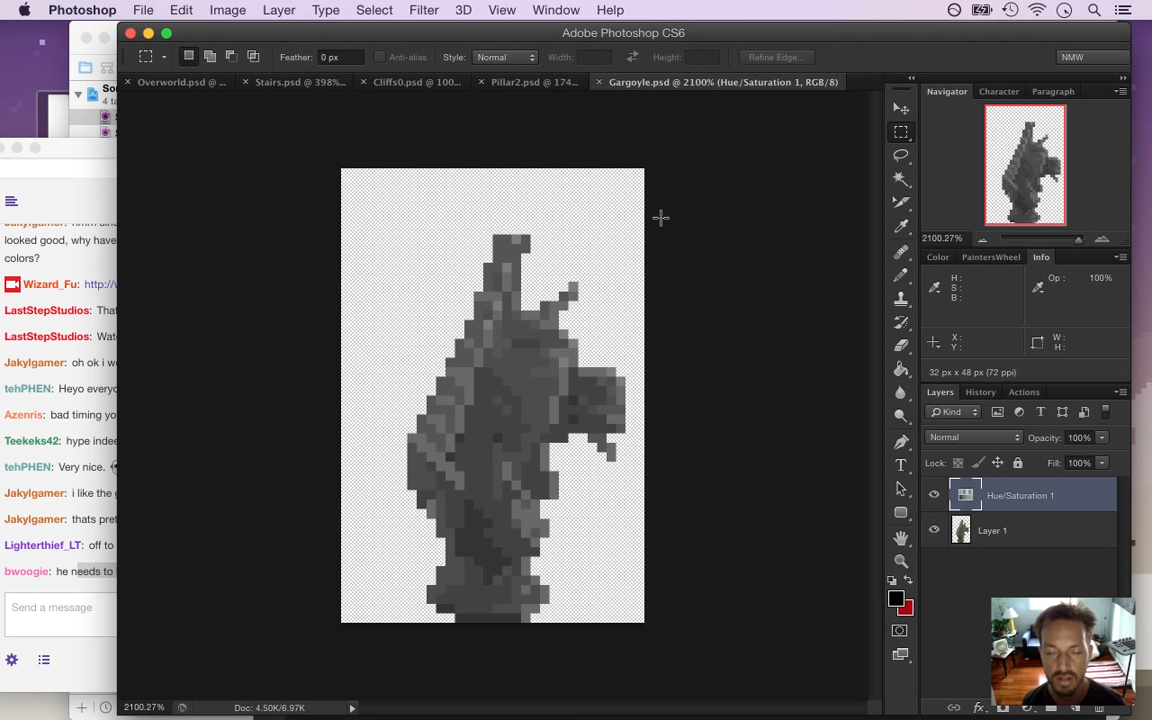 Photoshop File Edit Image Layer Type Select Filter 3D View Window Help
Adobe Photoshop CS6
Feather: 0 px Anti-alias Style: Normal Width: Height: Refine Edge... NMW
× Overworld.psd @ ... × Stairs.psd @ 398%... × Cliffs0.psd @ 100... × Pillar2.psd @ 174... × Gargoyle.psd @ 2100% (Hue/Saturation 1, RGB/8)
Navigator Character Paragraph
2100.27%
Color PaintersWheel Info
H:
S:
B:
Op: 100%
X:
Y:
W:
H:
32 px x 48 px (72 ppi)
Layers History Actions
Kind
Normal Opacity: 100%
Lock: Fill: 100%
Hue/Saturation 1
Layer 1
looked good, why have
colors?
Wizard_Fu: http://
LastStepStudios: Tha
LastStepStudios: Wat
Jakylgamer: oh ok i w
tehPHEN: Heyo every
Azenris: bad timing yo
Teekeks42: hype indee
tehPHEN: Very nice.
Jakylgamer: i like the g
Jakylgamer: thats pret
Lighterthief_LT: off to
bwoogie: he needs to
Send a message
2100.27% Doc: 4.50K/6.97K